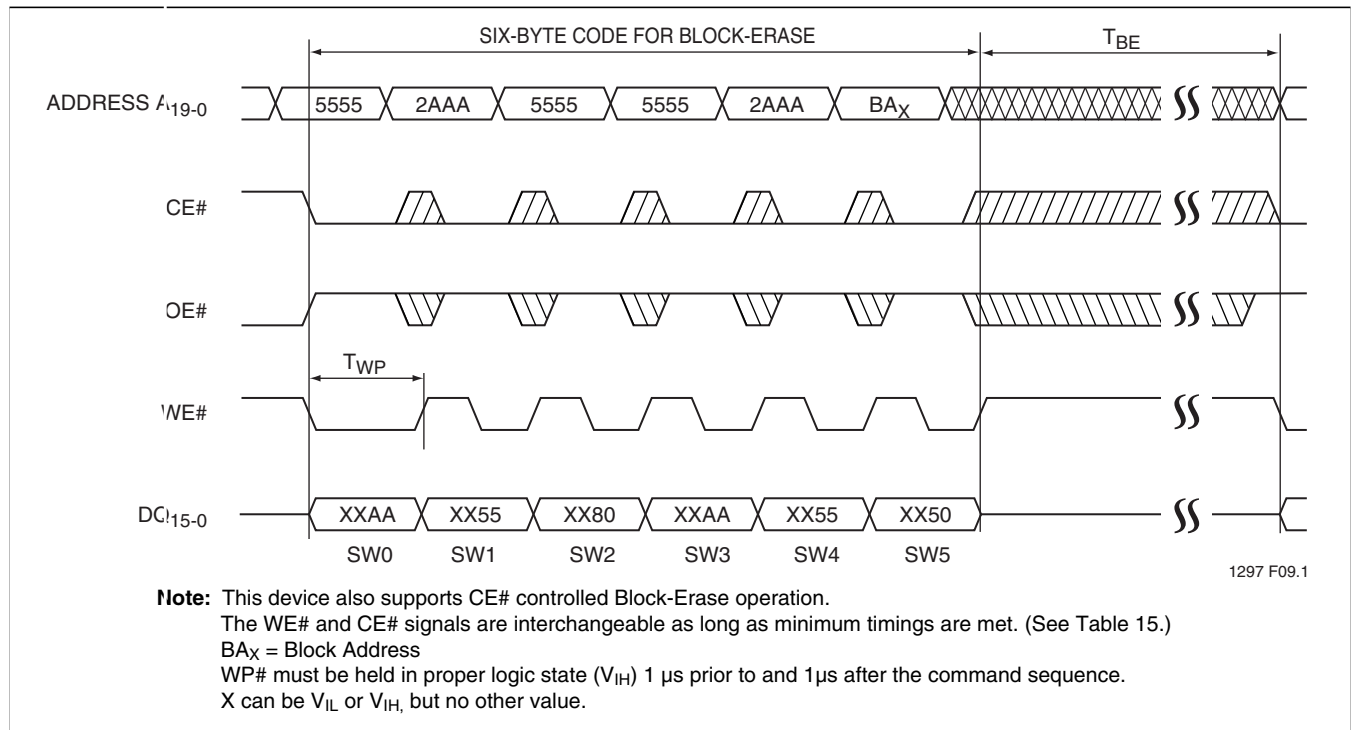 SIX-BYTE CODE FOR BLOCK-ERASE TBE
ADDRESS A19-0 5555 2AAA 5555 5555 2AAA BAX
CE#
OE#
TWP
WE#
DQ15-0 XXAA XX55 XX80 XXAA XX55 XX50
SW0 SW1 SW2 SW3 SW4 SW5
1297 F09.1
Note: This device also supports CE# controlled Block-Erase operation.
The WE# and CE# signals are interchangeable as long as minimum timings are met. (See Table 15.)
BAX = Block Address
WP# must be held in proper logic state (VIH) 1 µs prior to and 1µs after the command sequence.
X can be VIL or VIH, but no other value.